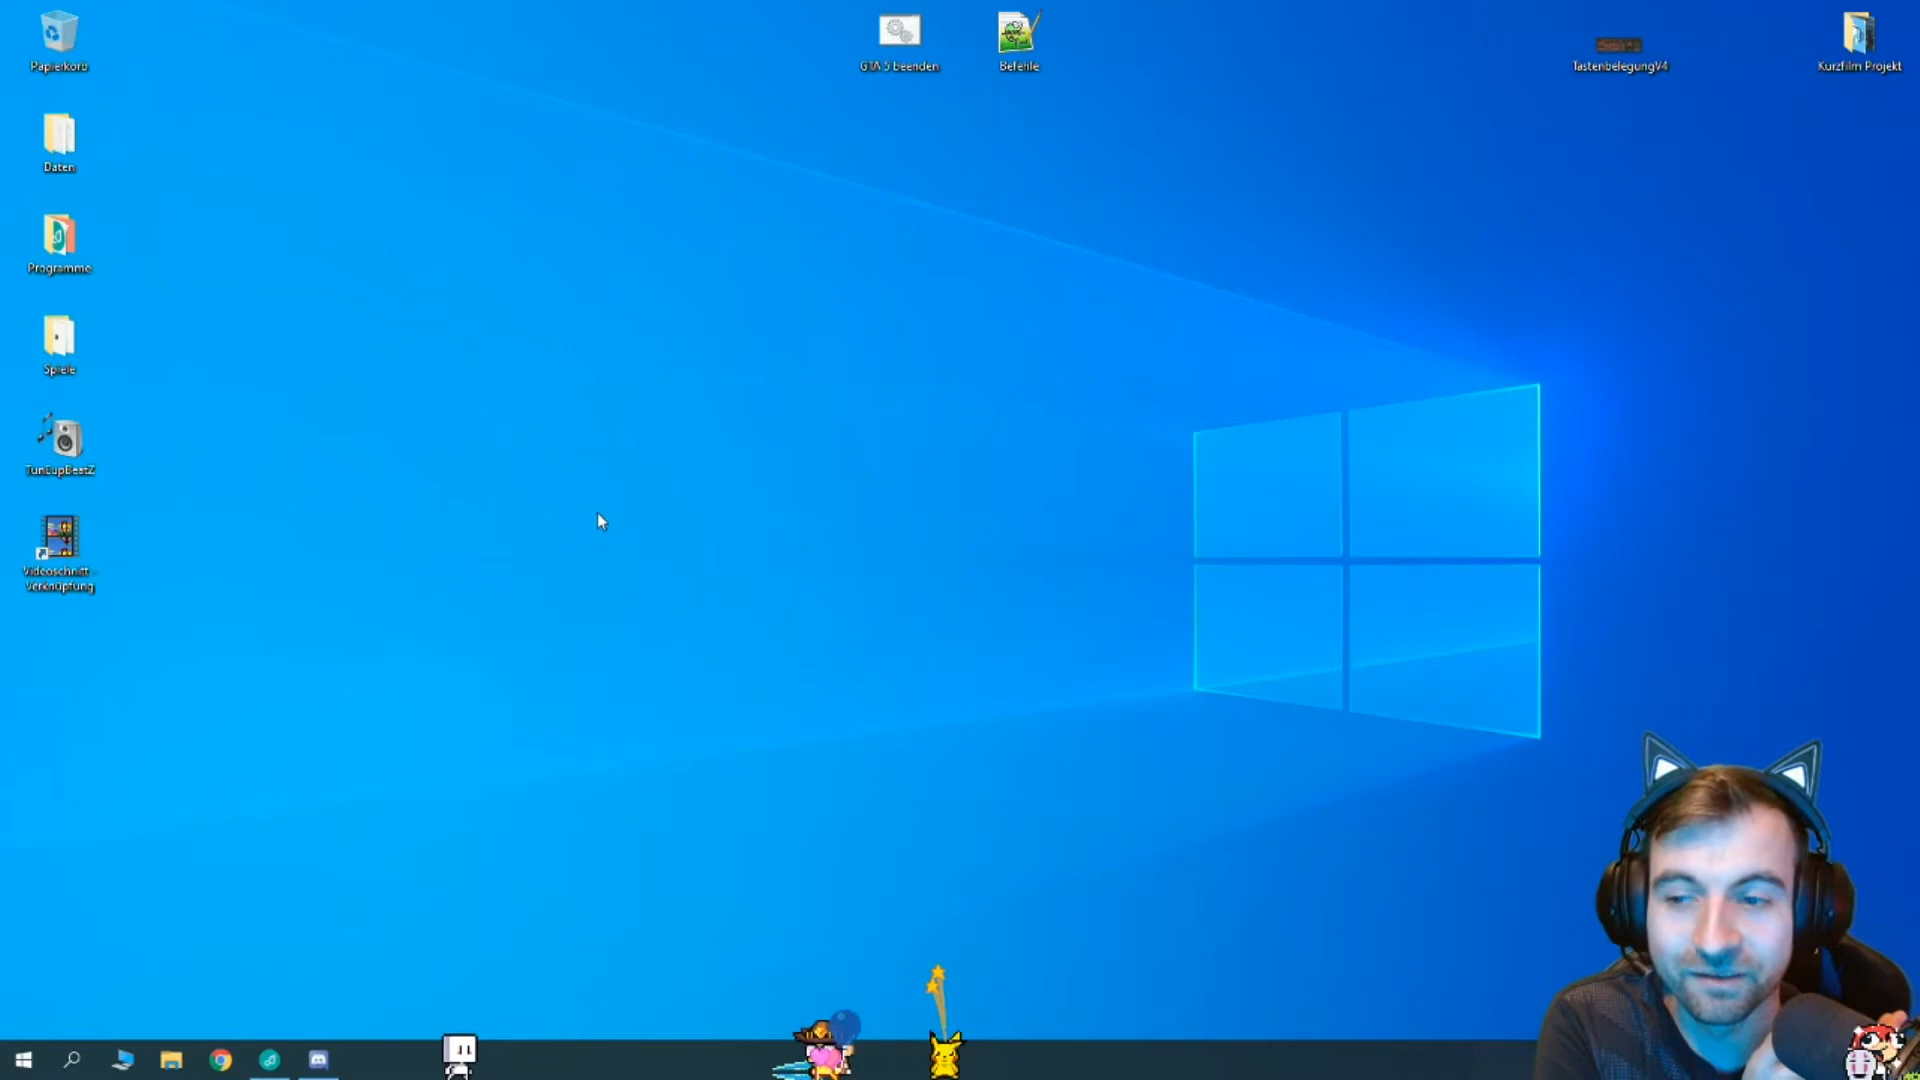 Papierkorb
GTA 5 beenden
Befehle
TastenbelegungV4
Kurzfilm Projekt
Daten
Programme
Spiele
TunEupBeatZ
Videoschnitt -
Verknüpfung